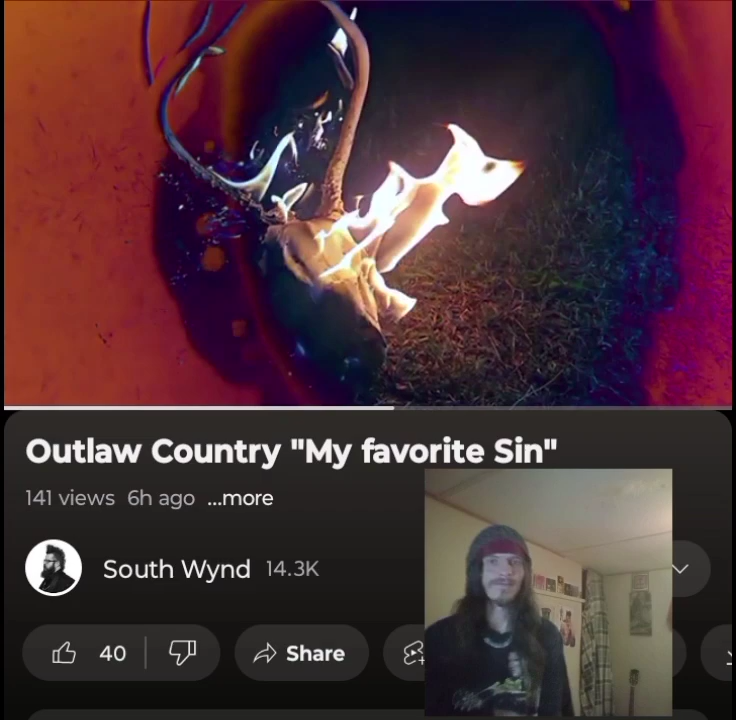 Outlaw Country "My favorite Sin"
141 views 6h ago ...more
South Wynd 14.3K
40 Share